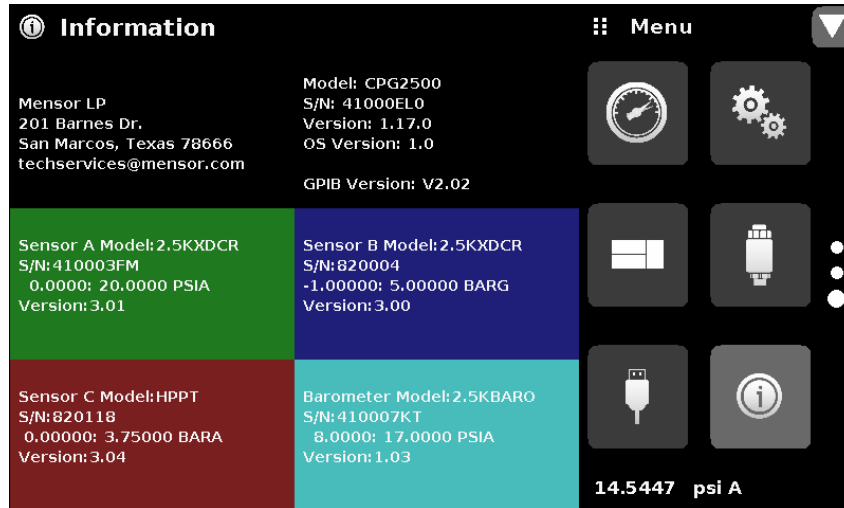 Information
Mensor LP
201 Barnes Dr.
San Marcos, Texas 78666
techservices@mensor.com
Model: CPG2500
S/N: 41000EL0
Version: 1.17.0
OS Version: 1.0
GPIB Version: V2.02
Sensor A Model:2.5KXDCR
S/N:410003FM
0.0000: 20.0000 PSIA
Version:3.01
Sensor B Model:2.5KXDCR
S/N:820004
-1.00000: 5.00000 BARG
Version:3.00
Sensor C Model:HPPT
S/N:820118
0.00000: 3.75000 BARA
Version:3.04
Barometer Model:2.5KBARO
S/N:410007KT
8.0000: 17.0000 PSIA
Version:1.03
Menu
14.5447 psi A